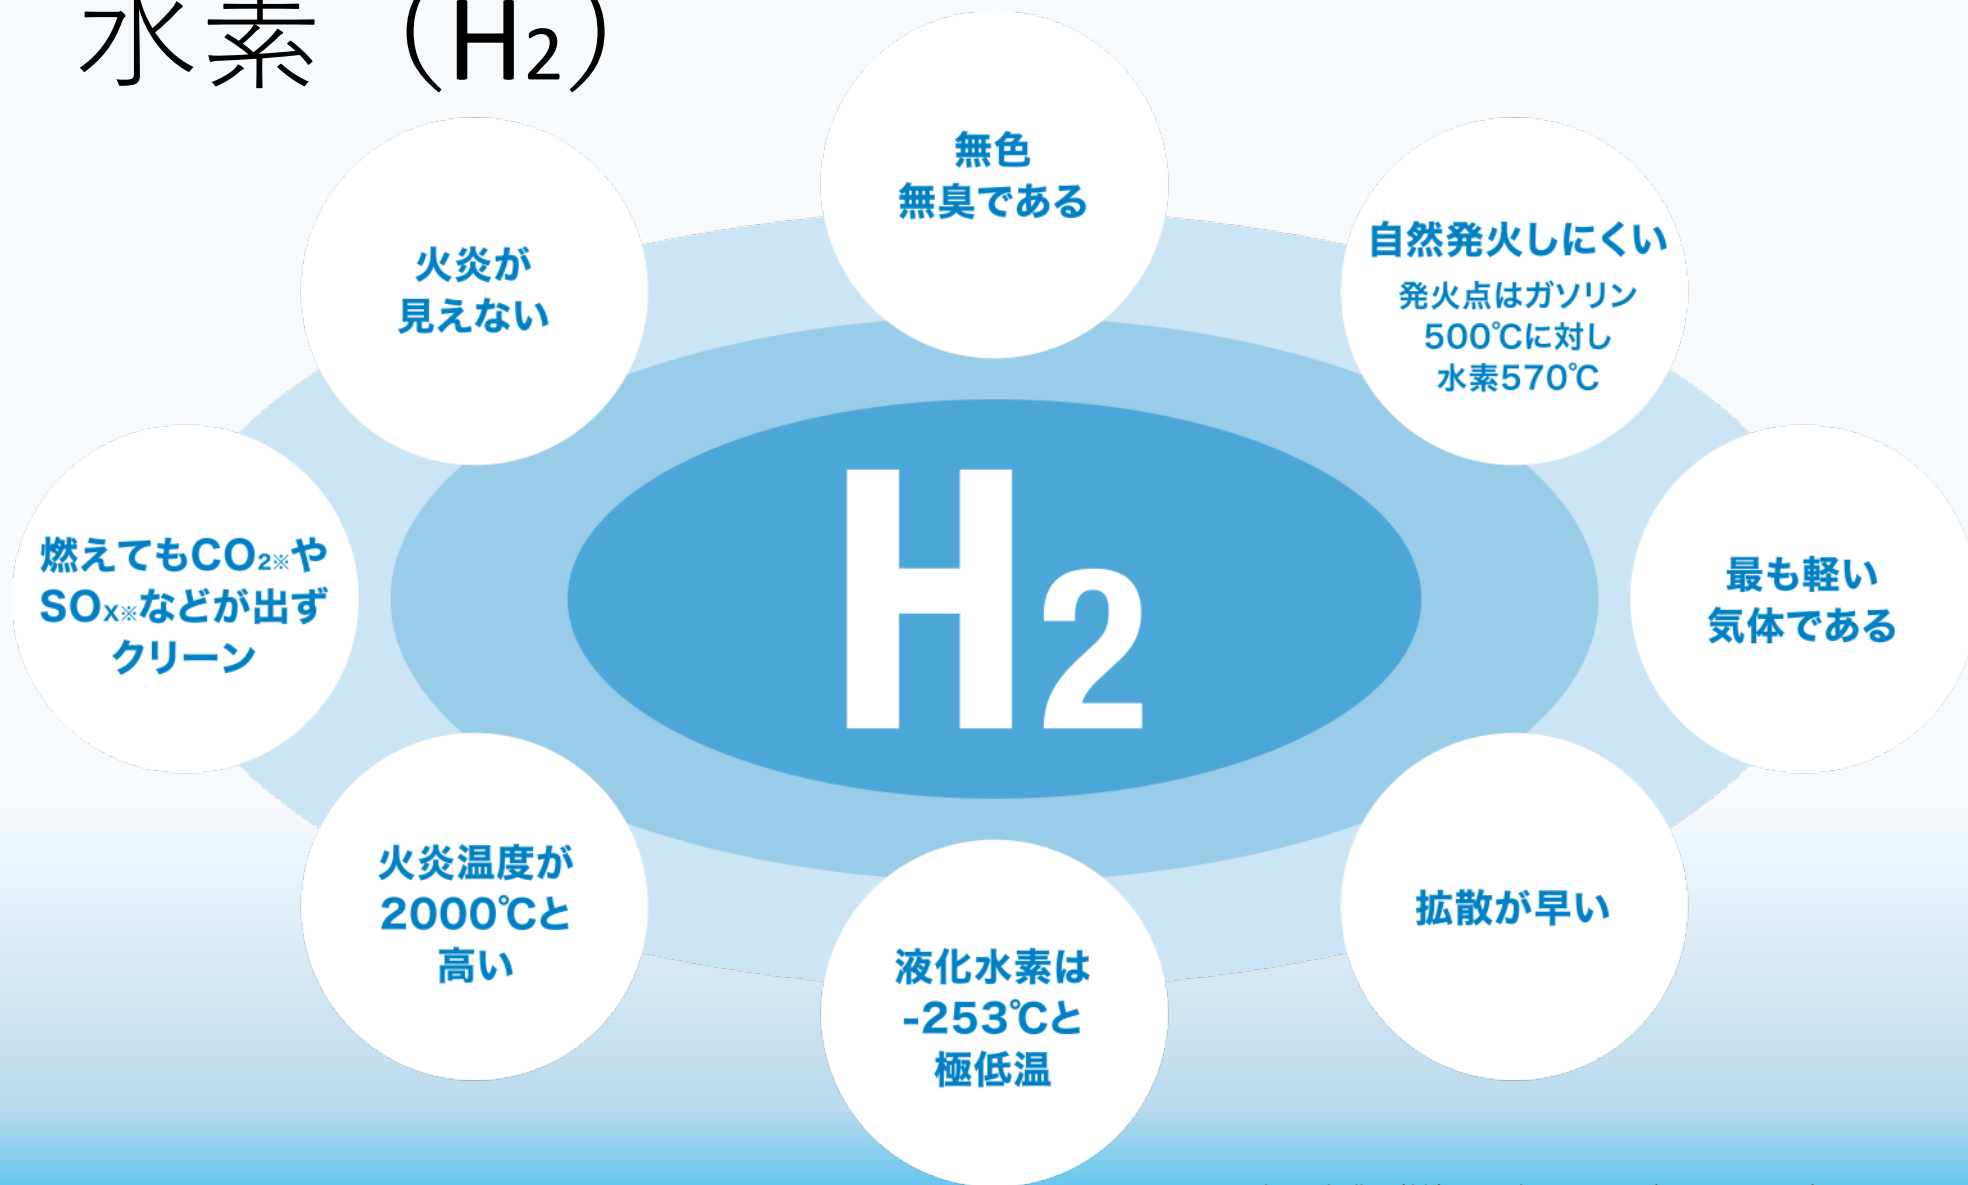 水素（H2）
無色
無臭である
自然発火しにくい
発火点はガソリン
500℃に対し
水素570℃
最も軽い
気体である
拡散が早い
液化水素は
-253℃と
極低温
火炎温度が
2000℃と
高い
燃えてもCO2※や
SOX※などが出ず
クリーン
火炎が
見えない
H2